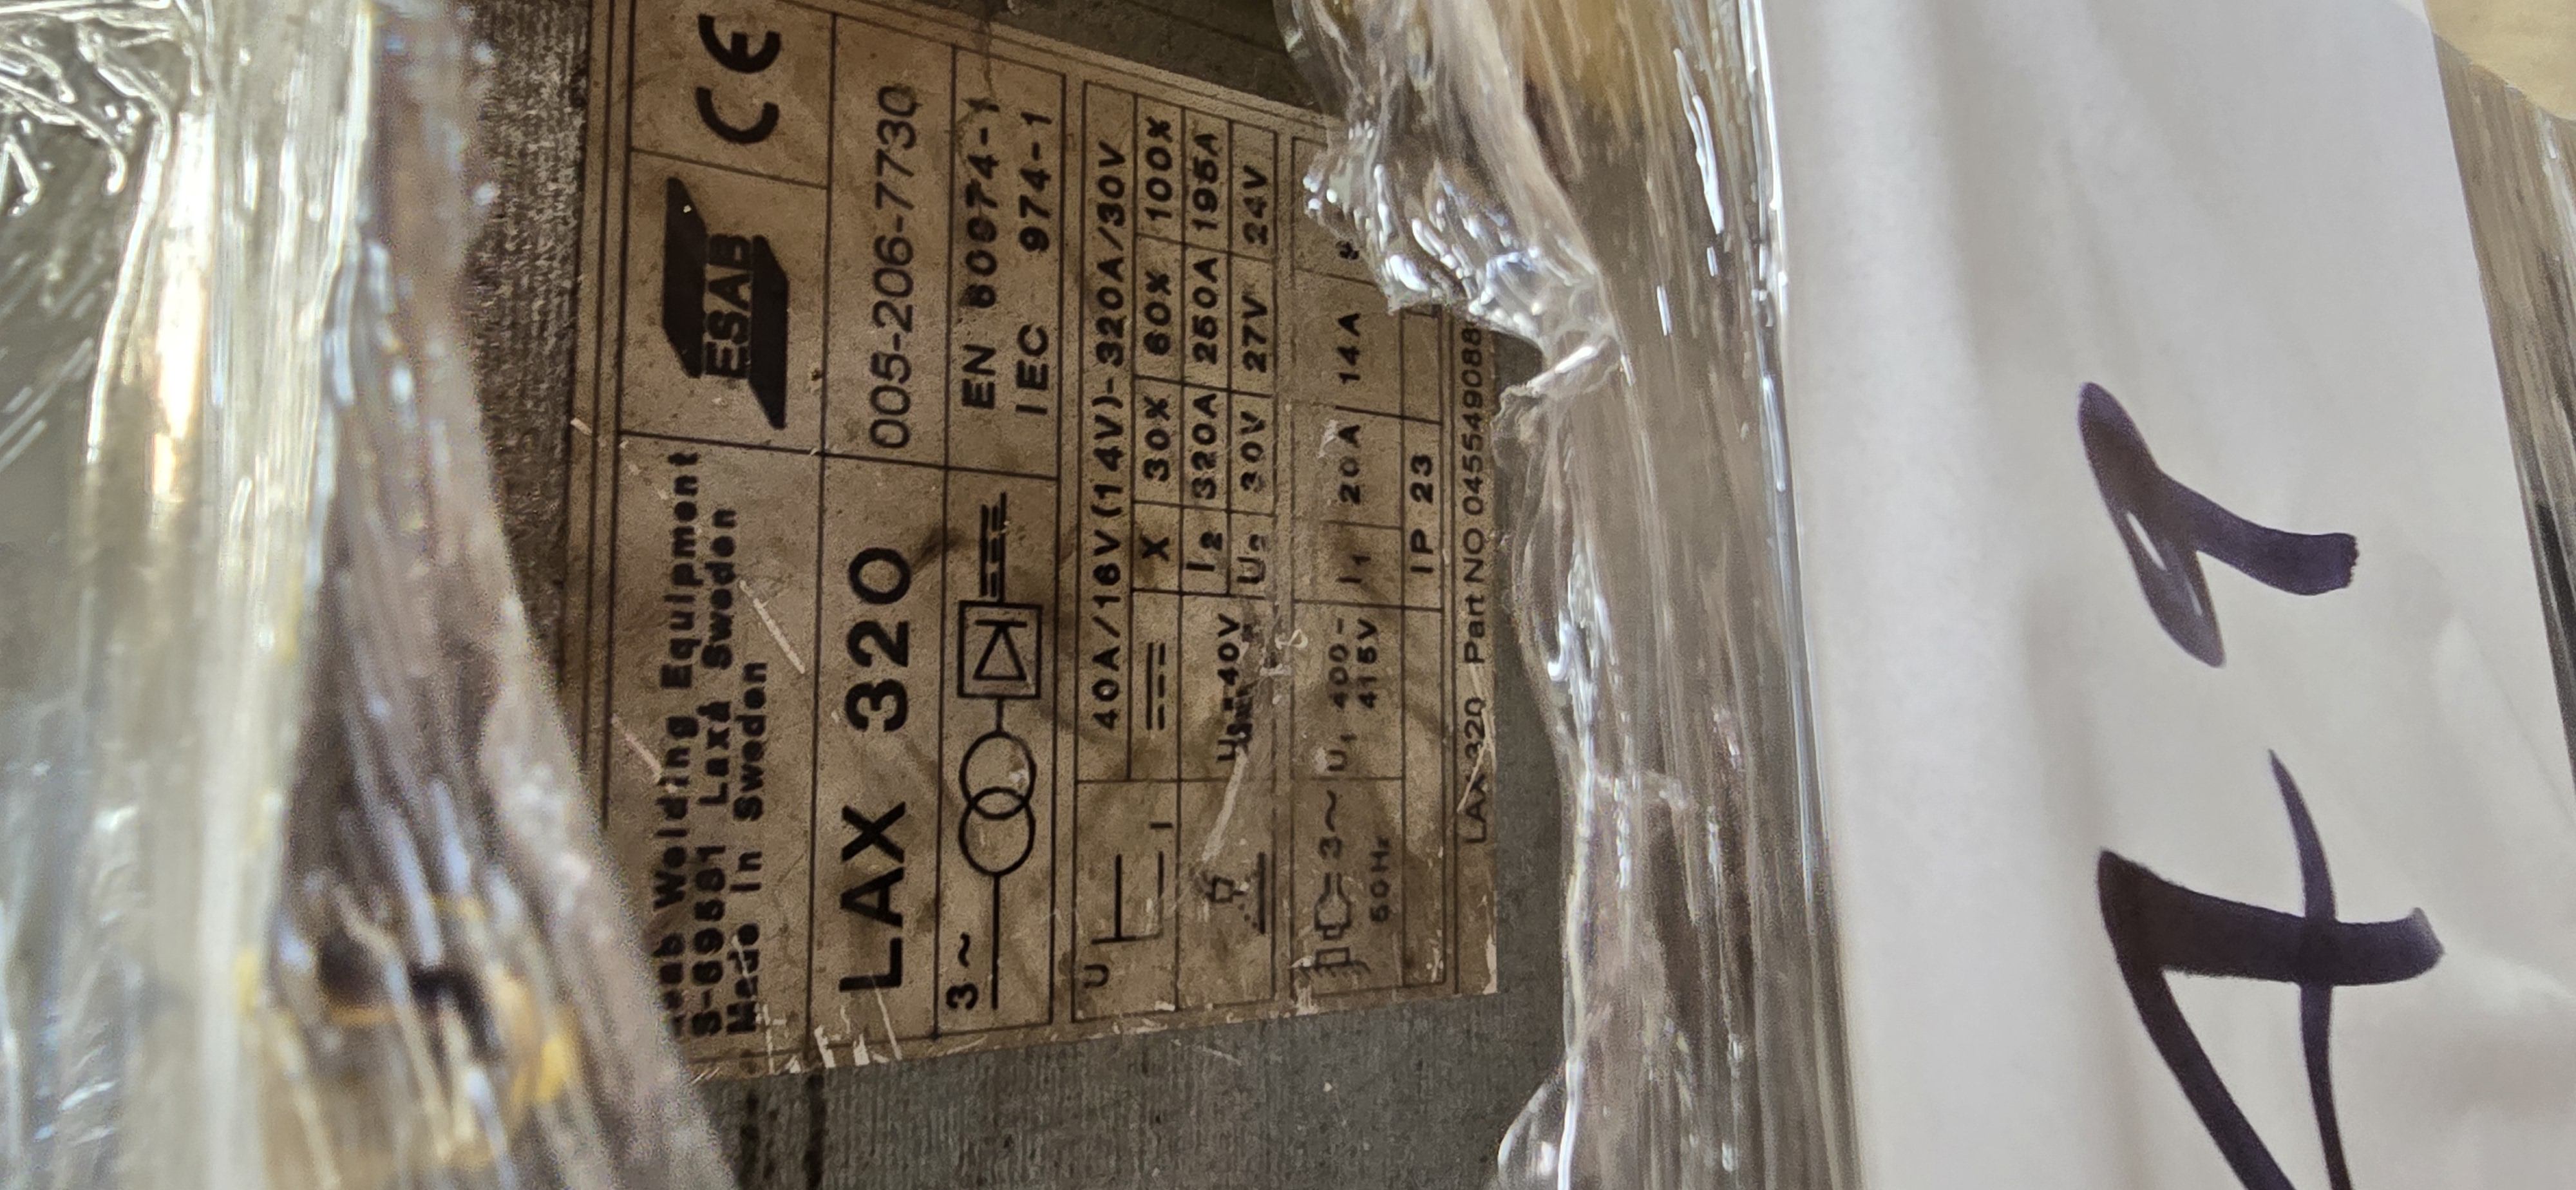 Welding Equipment
S-69581 Laxå Sweden
Made in Sweden
ESAB
CE
LAX 320
005-206-7730
3~
EN 60974-1
IEC 974-1
U
I
40A/16V(14V)-320A/30V
X 30% 60% 100%
I2 320A 250A 195A
U2 30V 27V 24V
40V
3~
50Hz
U1 400-
415V
I1 20A 14A
IP 23
LAX 320 Part NO 045549088